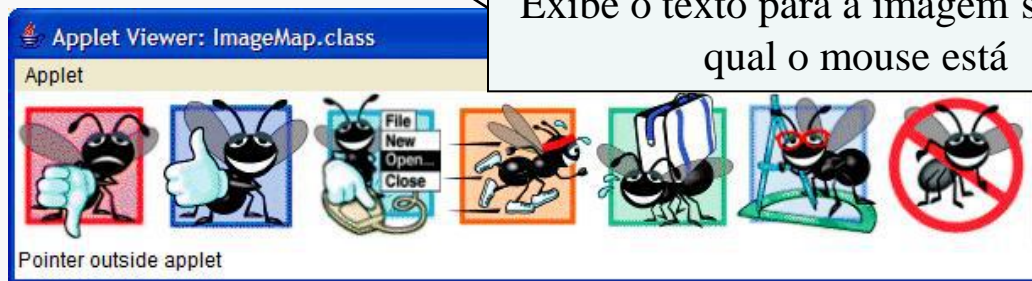 Exibe o texto para a imagem
qual o mouse está
Applet Viewer: ImageMap.class
Applet
File
New
Open...
Close
Pointer outside applet